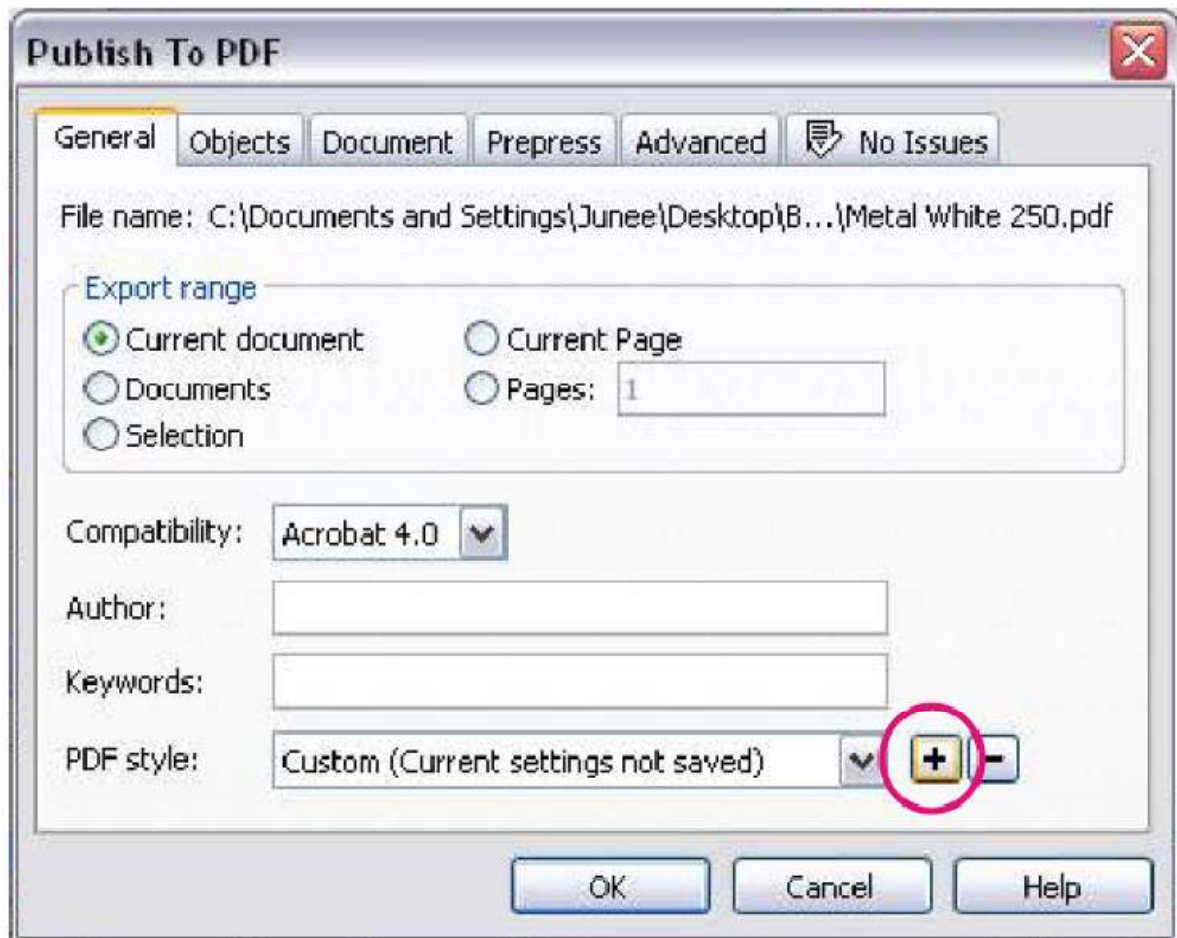 Publish To PDF
General Objects Document Prepress Advanced No Issues
File name: C:\Documents and Settings\Junee\Desktop\B...\Metal White 250.pdf
Export range
Current document Current Page
Documents Pages: 1
Selection
Compatibility: Acrobat 4.0
Author:
Keywords:
PDF style: Custom (Current settings not saved) + -
OK Cancel Help